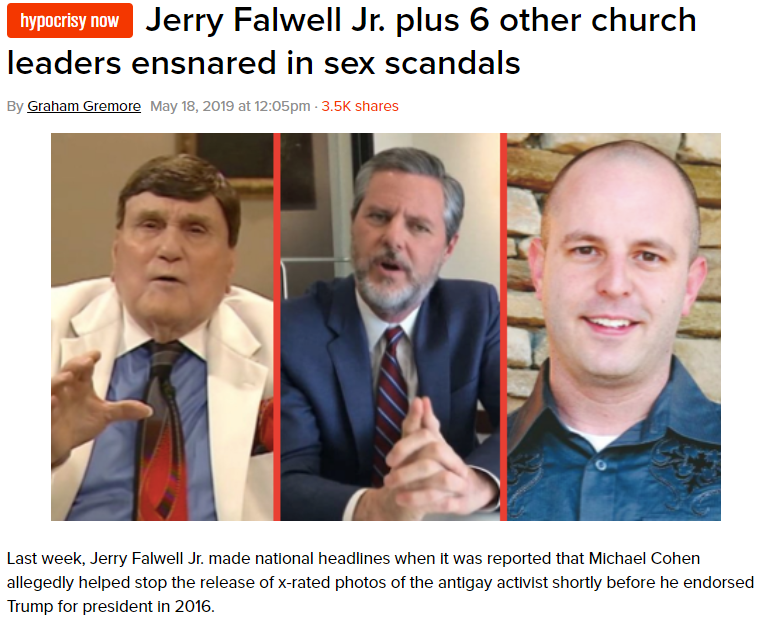 hypocrisy now Jerry Falwell Jr. plus 6 other church
leaders ensnared in sex scandals
By Graham Gremore May 18, 2019 at 12:05pm · 3.5K shares
Last week, Jerry Falwell Jr. made national headlines when it was reported that Michael Cohen
allegedly helped stop the release of x-rated photos of the antigay activist shortly before he endorsed
Trump for president in 2016.